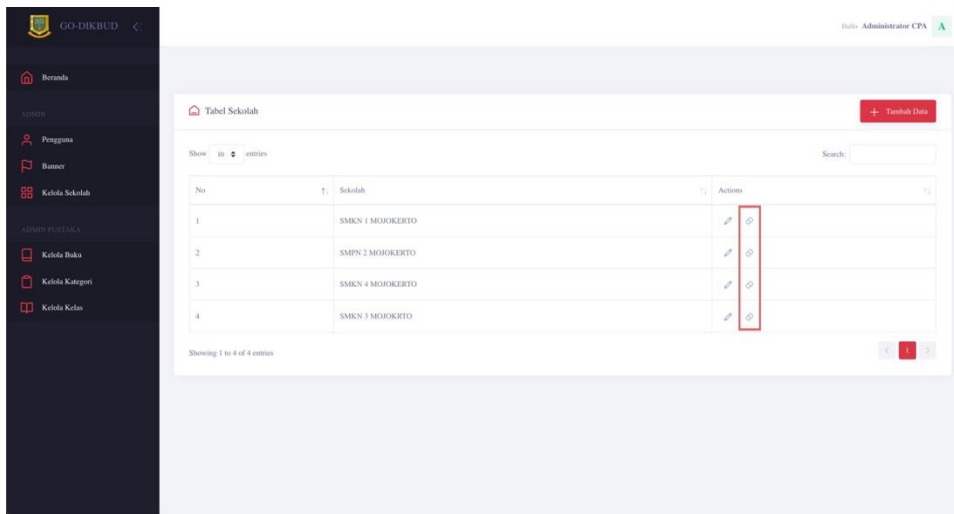 GO-DIKBUD
Hallo Administrator CPA A
Beranda
ADMIN
Pengguna
Banner
Kelola Sekolah
ADMIN PUSTAKA
Kelola Buku
Kelola Kategori
Kelola Kelas
Tabel Sekolah
+ Tambah Data
Show 10 entries
Search:
No Sekolah Actions
1 SMKN 1 MOJOKERTO
2 SMPN 2 MOJOKERTO
3 SMKN 4 MOJOKERTO
4 SMKN 3 MOJOKRTO
Showing 1 to 4 of 4 entries
< 1 >